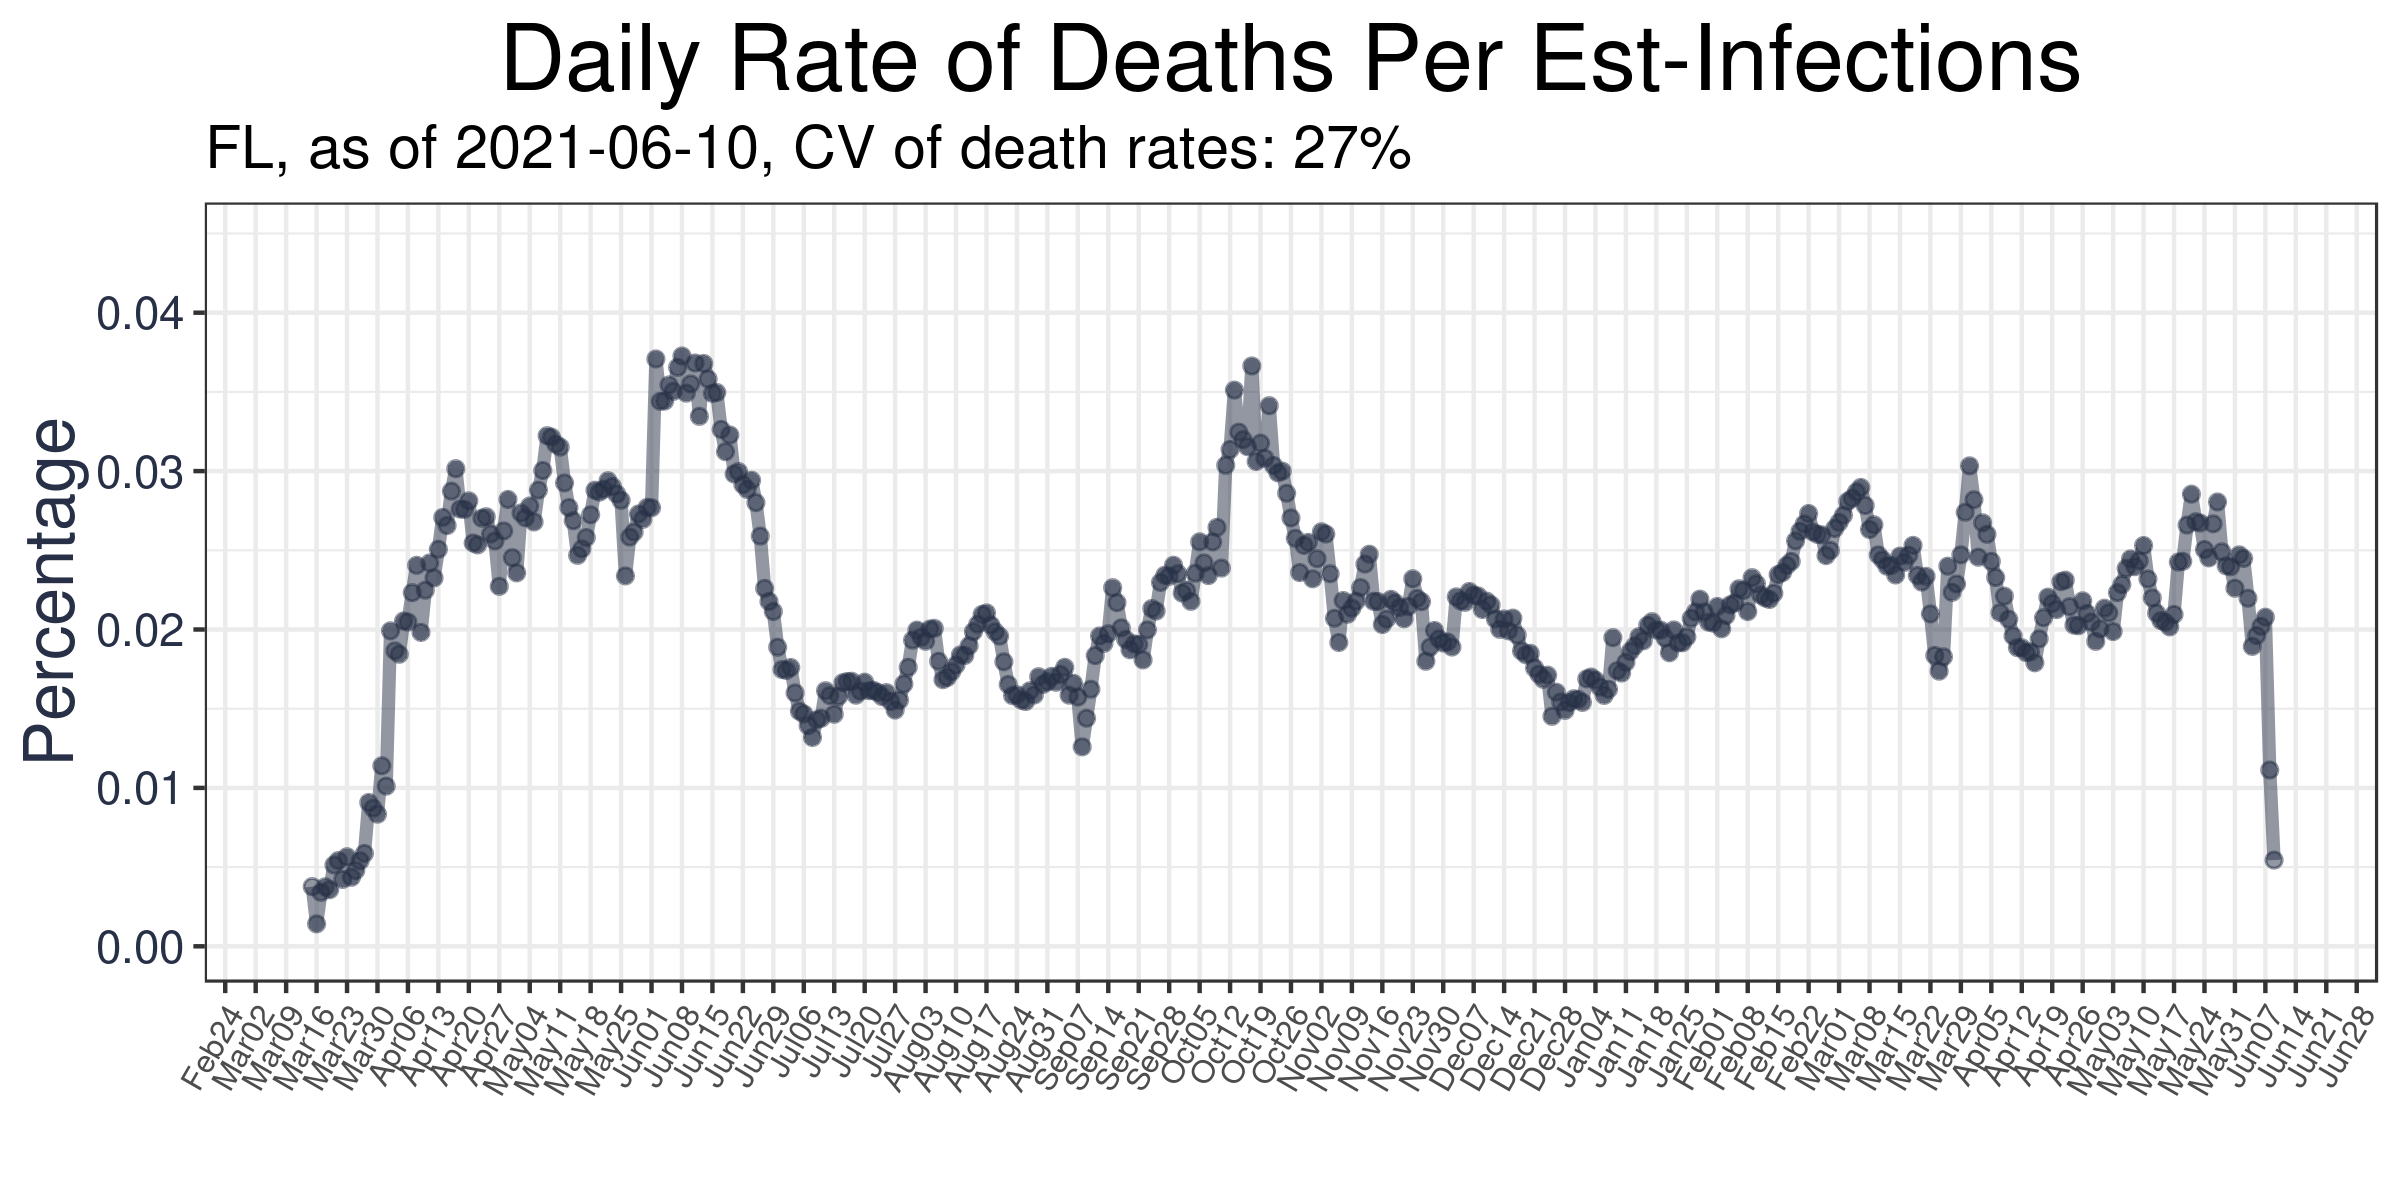 Daily Rate of Deaths Per Est-Infections
FL, as of 2021-06-10, CV of death rates: 27%
Percentage
0.04
0.03
0.02
0.01
0.00
Feb24
Mar02
Mar09
Mar16
Mar23
Mar30
Apr06
Apr13
Apr20
Apr27
May04
May11
May18
May25
Jun01
Jun08
Jun15
Jun22
Jun29
Jul06
Jul13
Jul20
Jul27
Aug03
Aug10
Aug17
Aug24
Aug31
Sep07
Sep14
Sep21
Sep28
Oct05
Oct12
Oct19
Oct26
Nov02
Nov09
Nov16
Nov23
Nov30
Dec07
Dec14
Dec21
Dec28
Jan04
Jan11
Jan18
Jan25
Feb01
Feb08
Feb15
Feb22
Mar01
Mar08
Mar15
Mar22
Mar29
Apr05
Apr12
Apr19
Apr26
May03
May10
May17
May24
May31
Jun07
Jun14
Jun21
Jun28